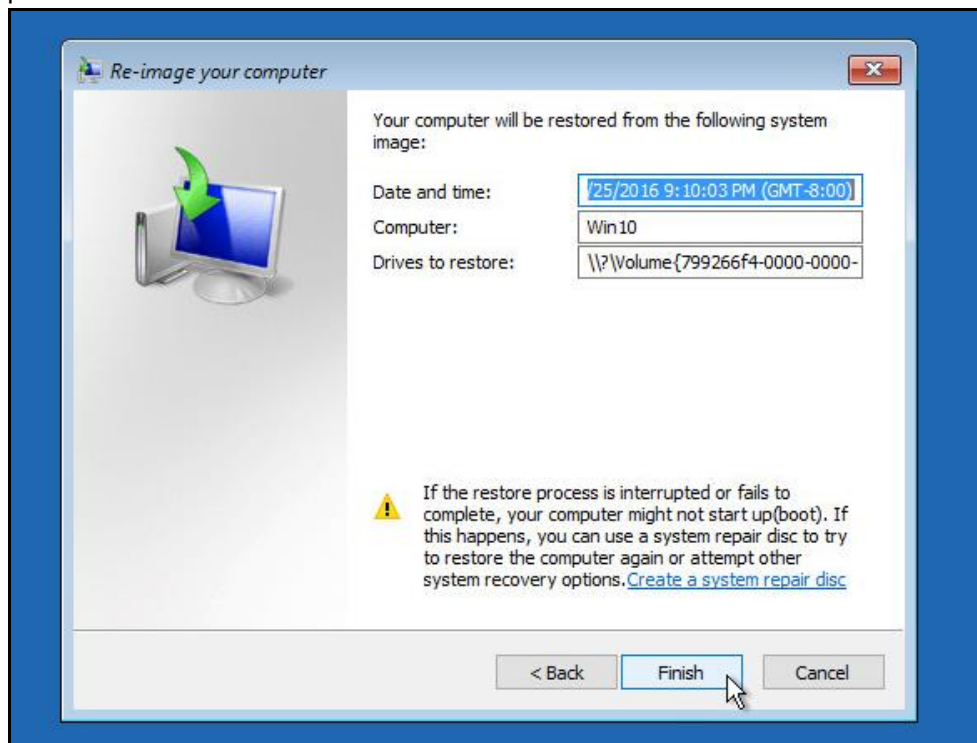 Re-image your computer
Your computer will be restored from the following system
image:
Date and time: /25/2016 9:10:03 PM (GMT-8:00)
Computer: Win10
Drives to restore: \\?\Volume{799266f4-0000-0000-
If the restore process is interrupted or fails to
complete, your computer might not start up(boot). If
this happens, you can use a system repair disc to try
to restore the computer again or attempt other
system recovery options.Create a system repair disc
< Back Finish Cancel